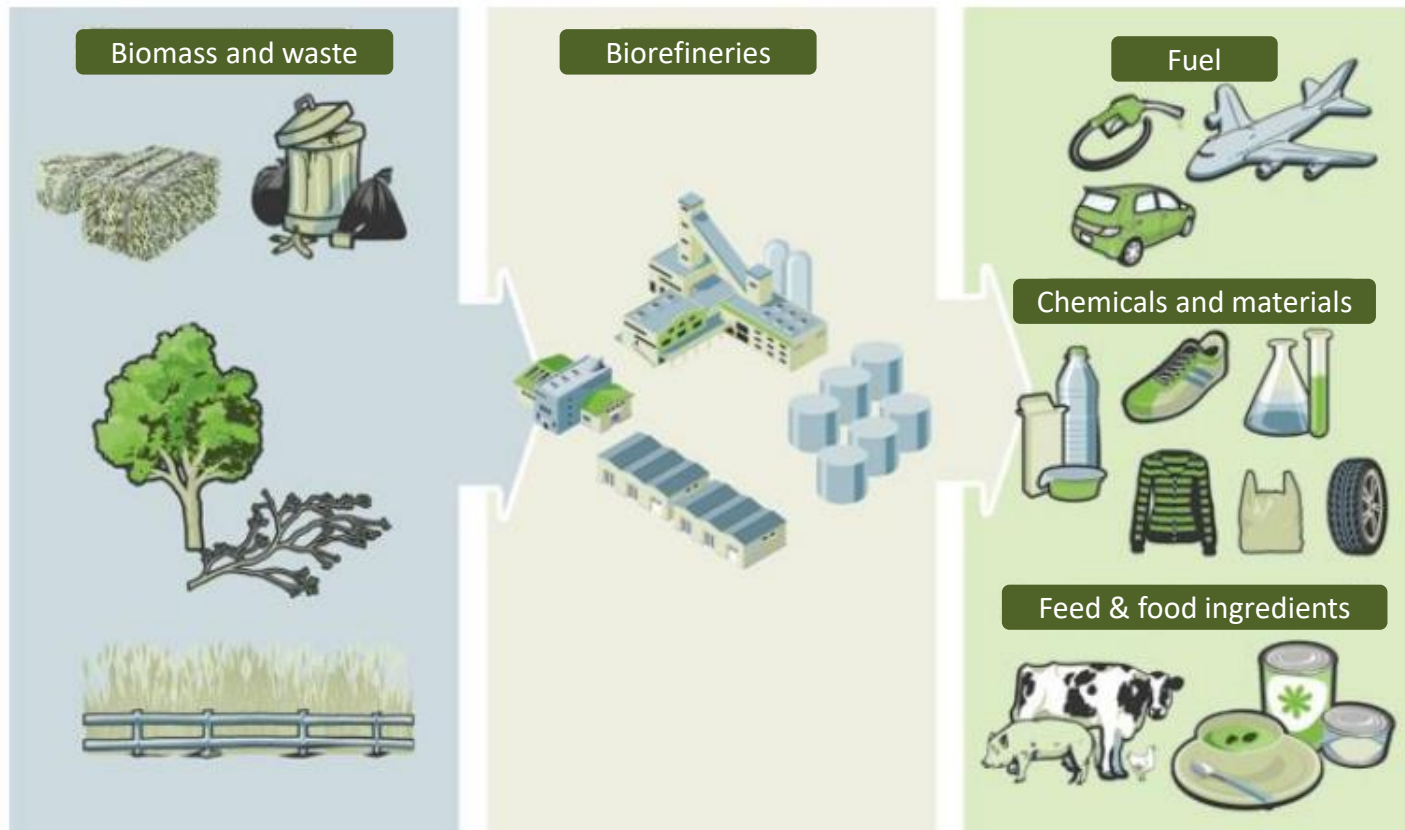 Biomass and waste
Biorefineries
Fuel
Chemicals and materials
Feed & food ingredients